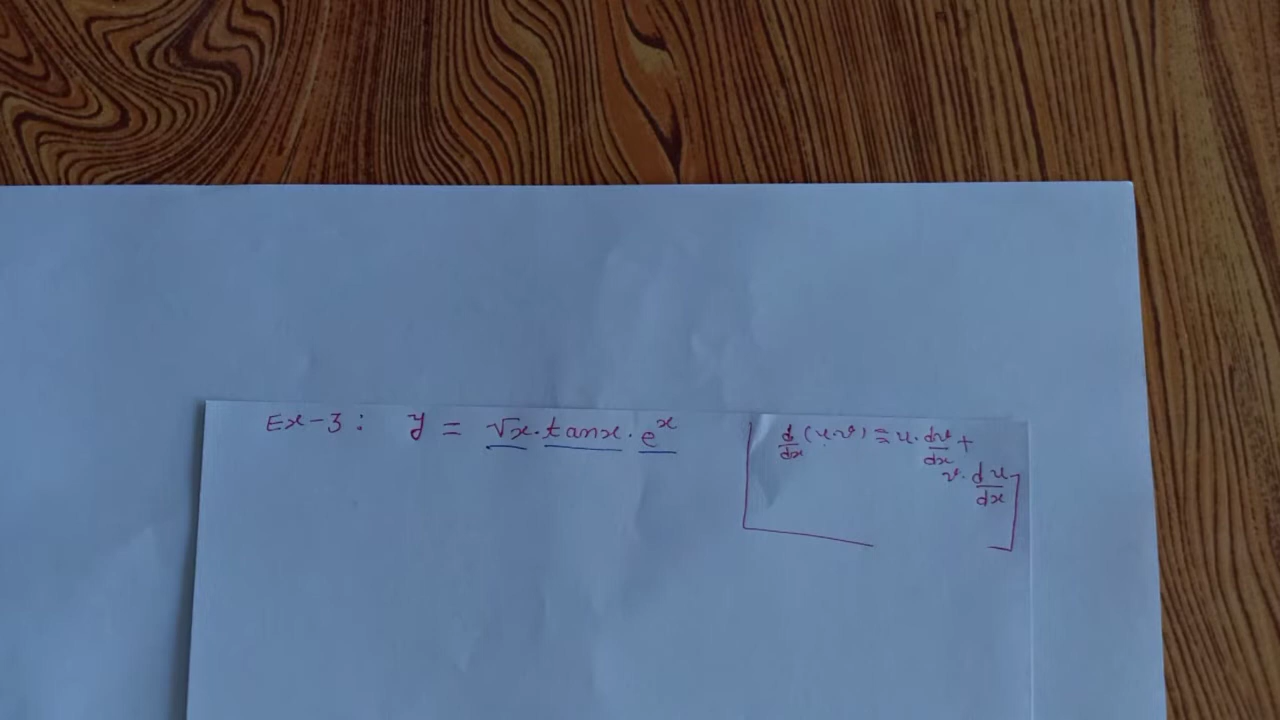 Ex-3: y = √x · tanx · e^x
d/dx (u·v) = u · dv/dx +
v · du/dx